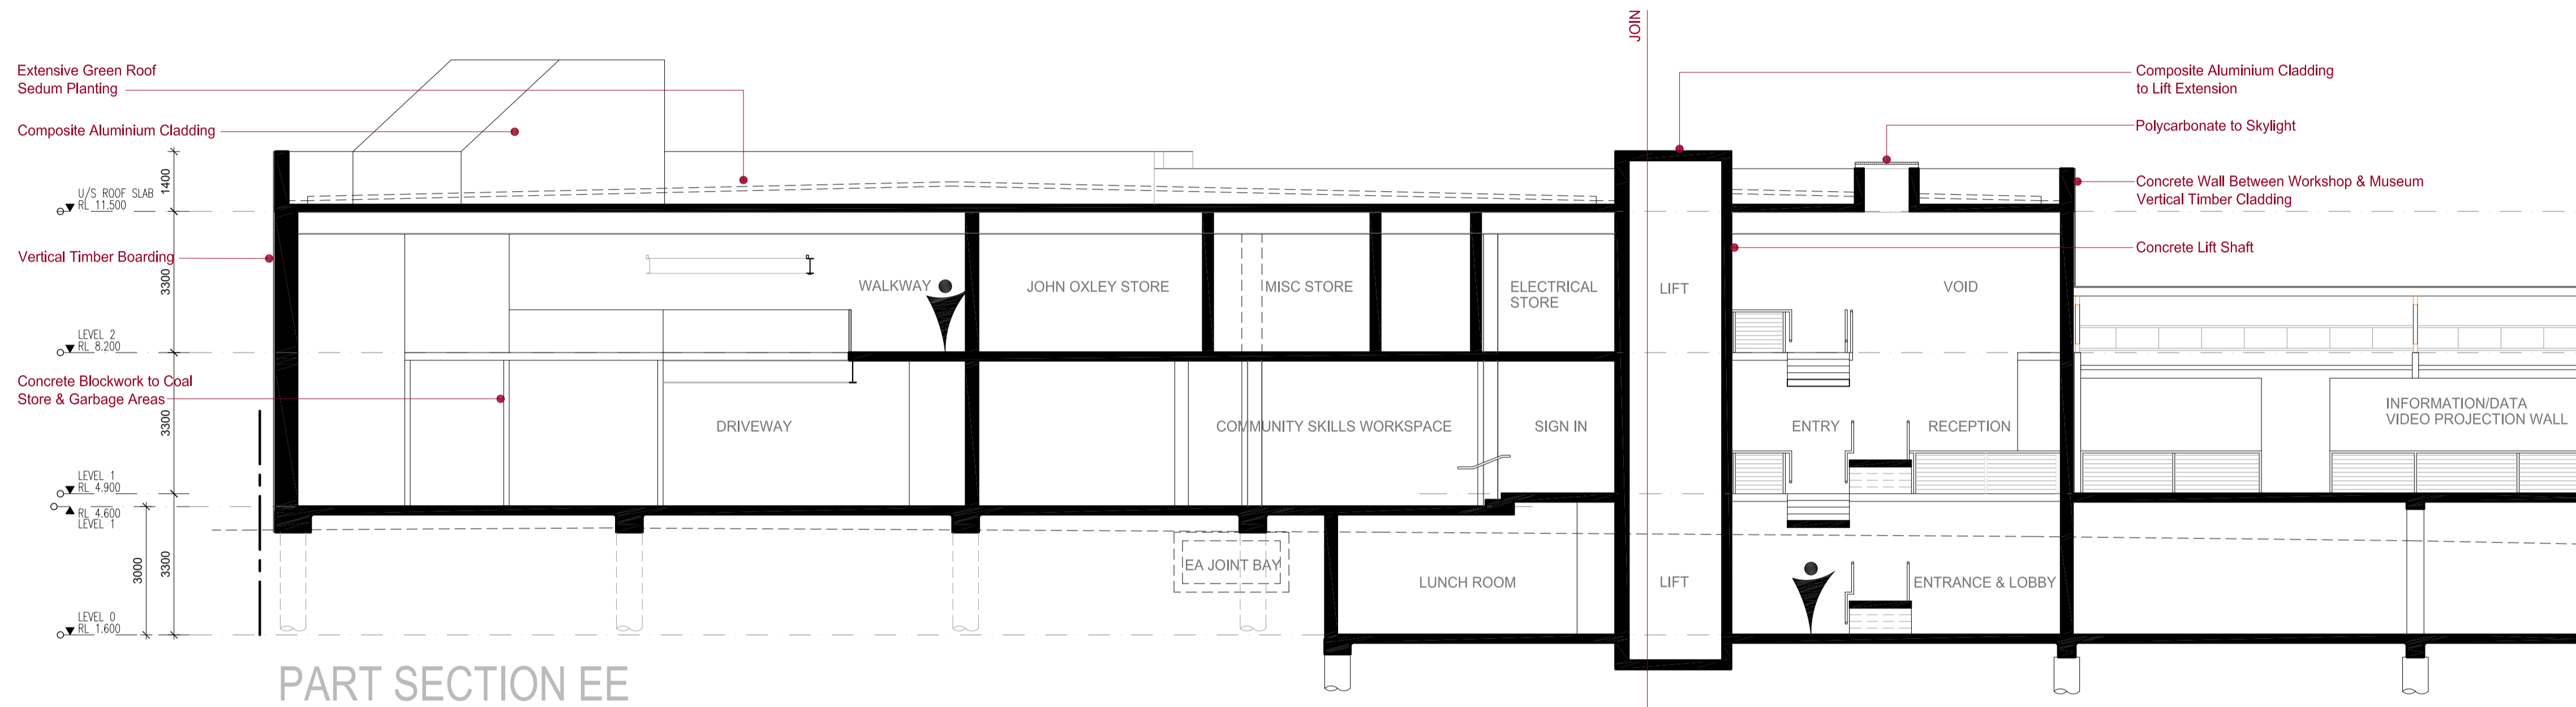 JOIN
Extensive Green Roof
Sedum Planting
Composite Aluminium Cladding
to Lift Extension
Composite Aluminium Cladding
Polycarbonate to Skylight
1400
U/S ROOF SLAB
RL 11.500
Concrete Wall Between Workshop & Museum
Vertical Timber Cladding
Vertical Timber Boarding
Concrete Lift Shaft
3300
WALKWAY
JOHN OXLEY STORE
MISC STORE
ELECTRICAL
STORE
LIFT
VOID
LEVEL 2
RL 8.200
Concrete Blockwork to Coal
Store & Garbage Areas
3300
DRIVEWAY
COMMUNITY SKILLS WORKSPACE
SIGN IN
ENTRY
RECEPTION
INFORMATION/DATA
VIDEO PROJECTION WALL
LEVEL 1
RL 4.900
RL 4.600
LEVEL 1
3000
3300
EA JOINT BAY
LUNCH ROOM
LIFT
ENTRANCE & LOBBY
LEVEL 0
RL 1.600
PART SECTION EE